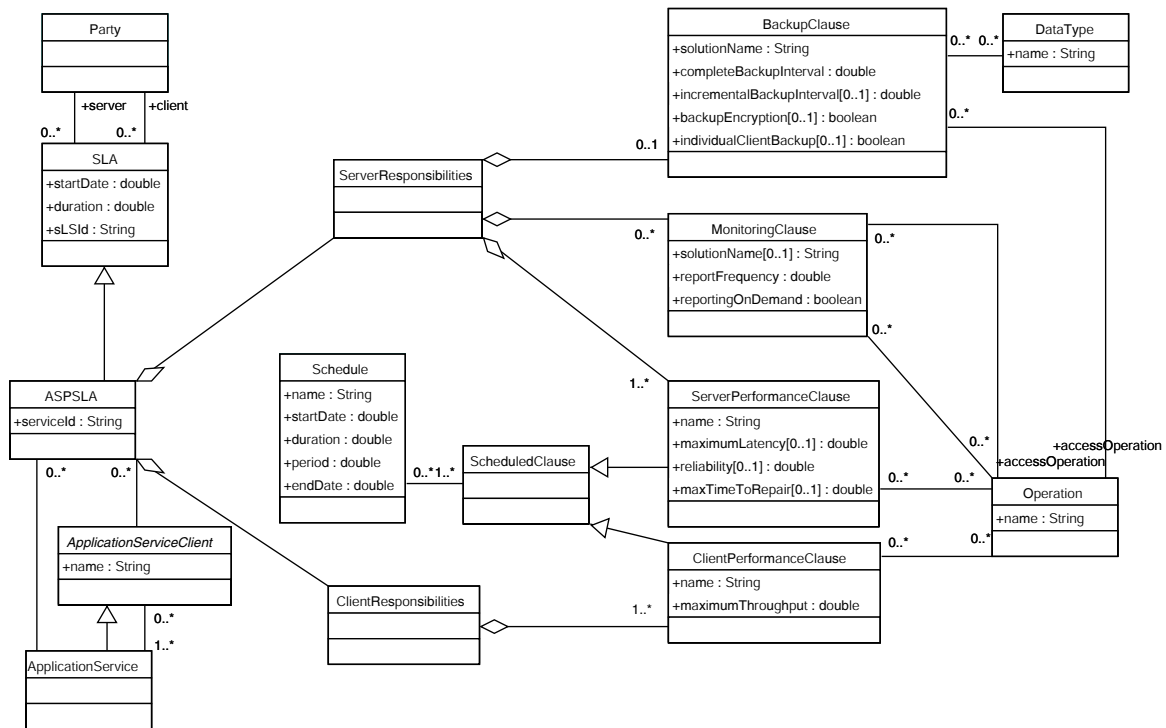 Party
+server
+client
0..*
0..*
SLA
+startDate : double
+duration : double
+sLSId : String
ASPSLA
+serviceId : String
0..*
0..*
ApplicationServiceClient
+name : String
0..*
1..*
ApplicationService
ServerResponsibilities
0..1
0..*
1..*
Schedule
+name : String
+startDate : double
+duration : double
+period : double
+endDate : double
0..*
1..*
ScheduledClause
ClientResponsibilities
1..*
BackupClause
+solutionName : String
+completeBackupInterval : double
+incrementalBackupInterval[0..1] : double
+backupEncryption[0..1] : boolean
+individualClientBackup[0..1] : boolean
0..*
0..*
DataType
+name : String
0..*
MonitoringClause
+solutionName[0..1] : String
+reportFrequency : double
+reportingOnDemand : boolean
0..*
0..*
ServerPerformanceClause
+name : String
+maximumLatency[0..1] : double
+reliability[0..1] : double
+maxTimeToRepair[0..1] : double
0..*
+accessOperation
+accessOperation
0..*
0..*
Operation
+name : String
ClientPerformanceClause
+name : String
+maximumThroughput : double
0..*
0..*